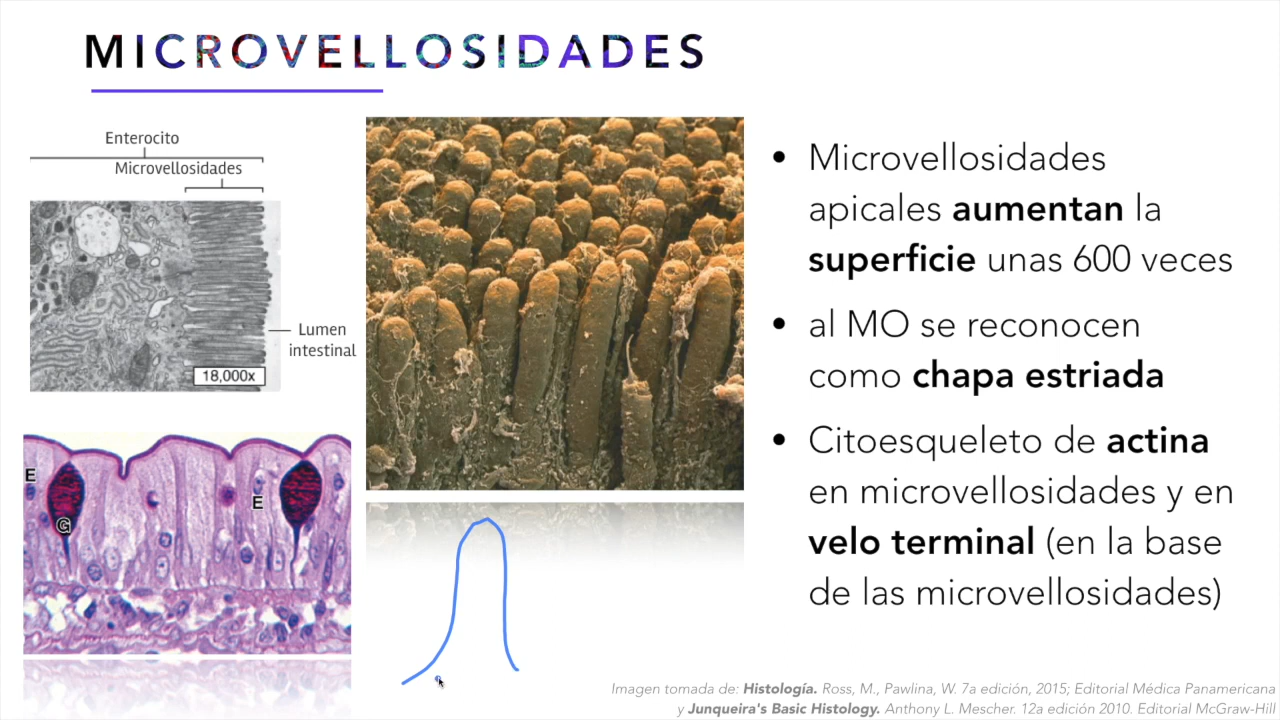 MICROVELLOSIDADES
Enterocito
Microvellosidades
Lumen
intestinal
18,000x
E
G
E
• Microvellosidades
apicales aumentan la
superficie unas 600 veces
• al MO se reconocen
como chapa estriada
• Citoesqueleto de actina
en microvellosidades y en
velo terminal (en la base
de las microvellosidades)
Imagen tomada de: Histología. Ross, M., Pawlina, W. 7a edición, 2015; Editorial Médica Panamericana
y Junqueira's Basic Histology. Anthony L. Mescher. 12a edición 2010. Editorial McGraw-Hill